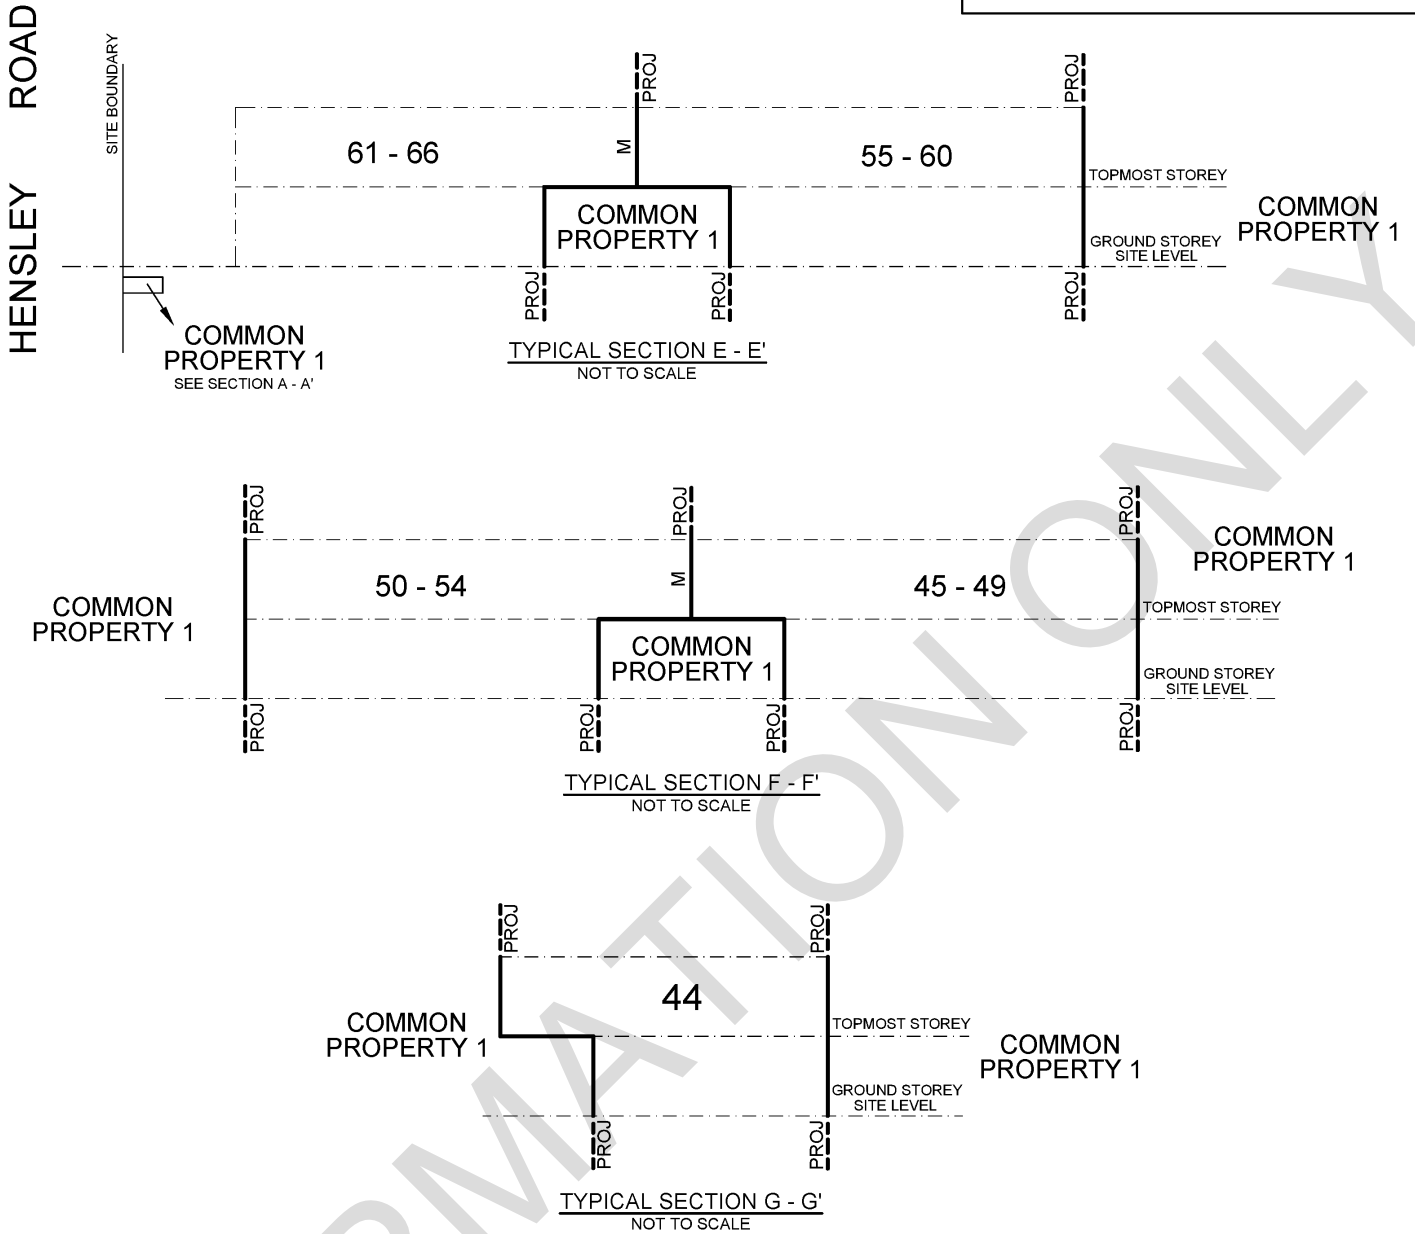 HENSLEY ROAD
SITE BOUNDARY
PROJ
PROJ
61 - 66
M
55 - 60
TOPMOST STOREY
COMMON
PROPERTY 1
COMMON
PROPERTY 1
GROUND STOREY
SITE LEVEL
PROJ
PROJ
PROJ
COMMON
PROPERTY 1
SEE SECTION A - A'
TYPICAL SECTION E - E'
NOT TO SCALE
PROJ
PROJ
PROJ
COMMON
PROPERTY 1
50 - 54
M
45 - 49
COMMON
PROPERTY 1
TOPMOST STOREY
COMMON
PROPERTY 1
GROUND STOREY
SITE LEVEL
PROJ
PROJ
PROJ
PROJ
TYPICAL SECTION F - F'
NOT TO SCALE
PROJ
PROJ
44
COMMON
PROPERTY 1
TOPMOST STOREY
COMMON
PROPERTY 1
GROUND STOREY
SITE LEVEL
PROJ
PROJ
TYPICAL SECTION G - G'
NOT TO SCALE
RMATION ONLY